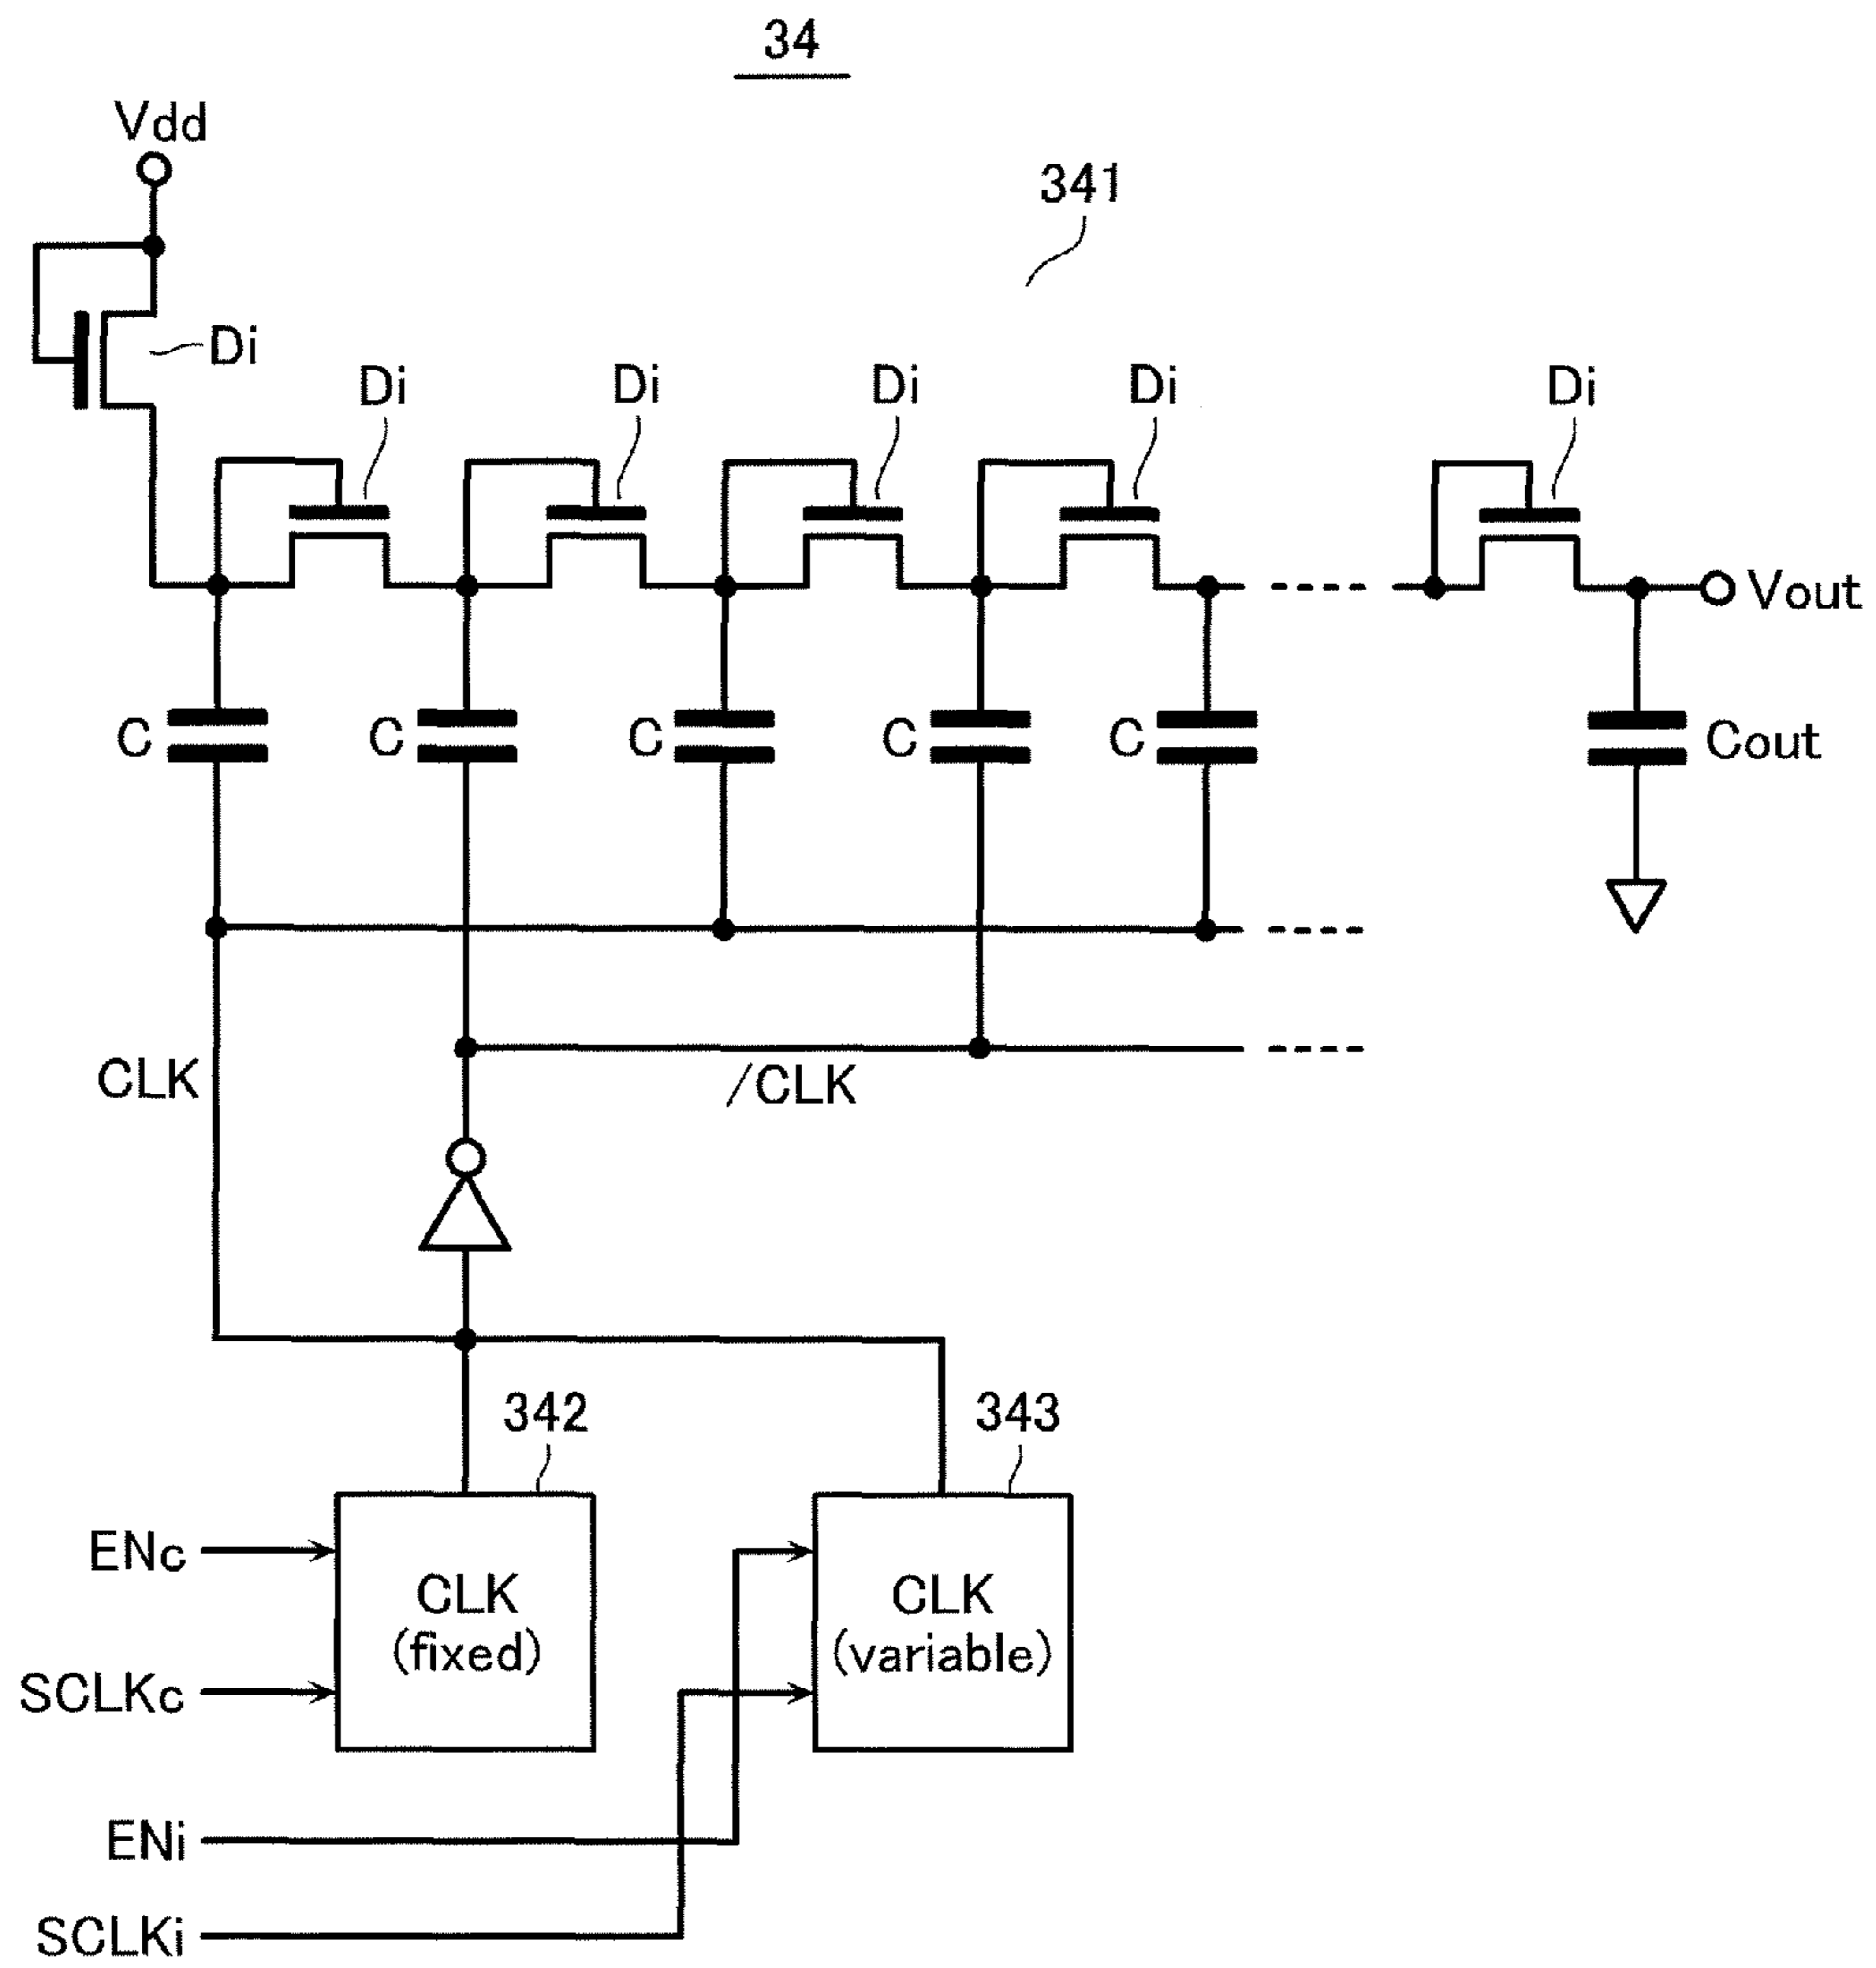 34
Vdd
341
Di
Di
Di
Di
Di
Di
Vout
C
C
C
C
C
Cout
CLK
/CLK
342
343
ENc
CLK
(fixed)
CLK
(variable)
SCLKc
ENi
SCLKi